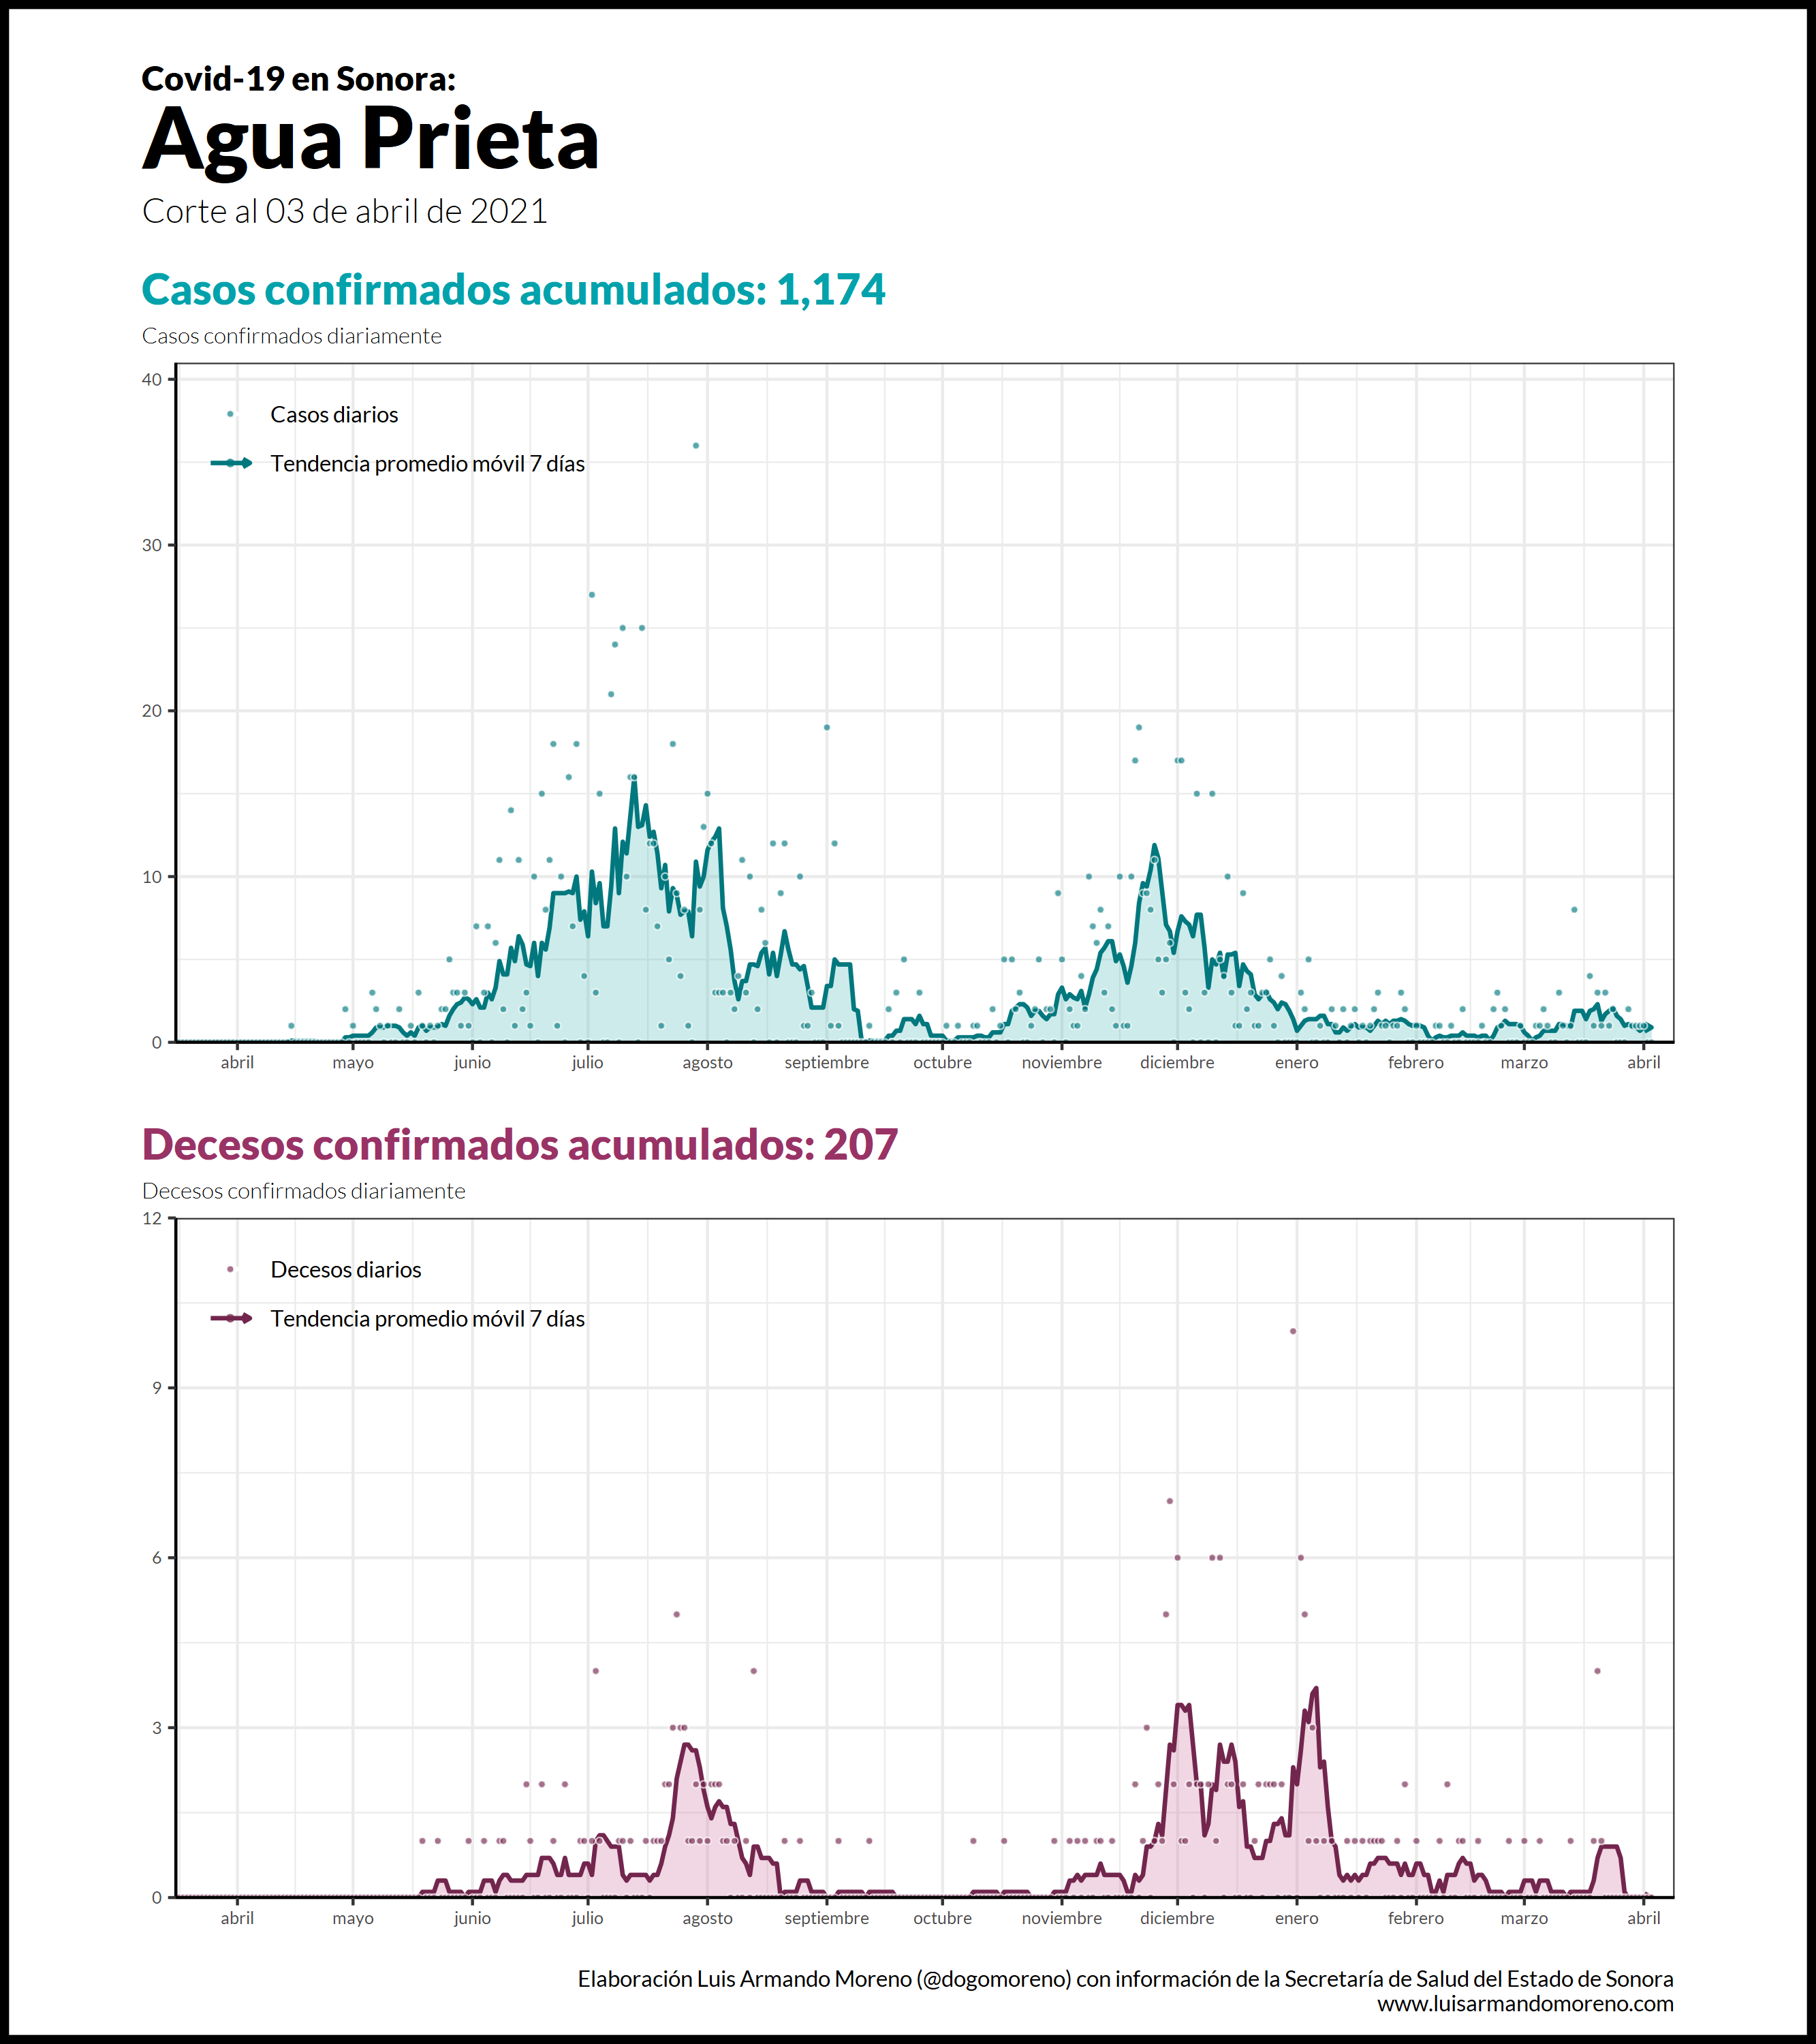 Covid-19 en Sonora:
Agua Prieta
Corte al 03 de abril de 2021
Casos confirmados acumulados: 1,174
Casos confirmados diariamente
40
Casos diarios
Tendencia promedio móvil 7 días
30
20
10
0
abril mayo junio julio agosto septiembre octubre noviembre diciembre enero febrero marzo abril
Decesos confirmados acumulados: 207
Decesos confirmados diariamente
12
Decesos diarios
Tendencia promedio móvil 7 días
9
6
3
0
abril mayo junio julio agosto septiembre octubre noviembre diciembre enero febrero marzo abril
Elaboración Luis Armando Moreno (@dogomoreno) con información de la Secretaría de Salud del Estado de Sonora
www.luisarmandomoreno.com